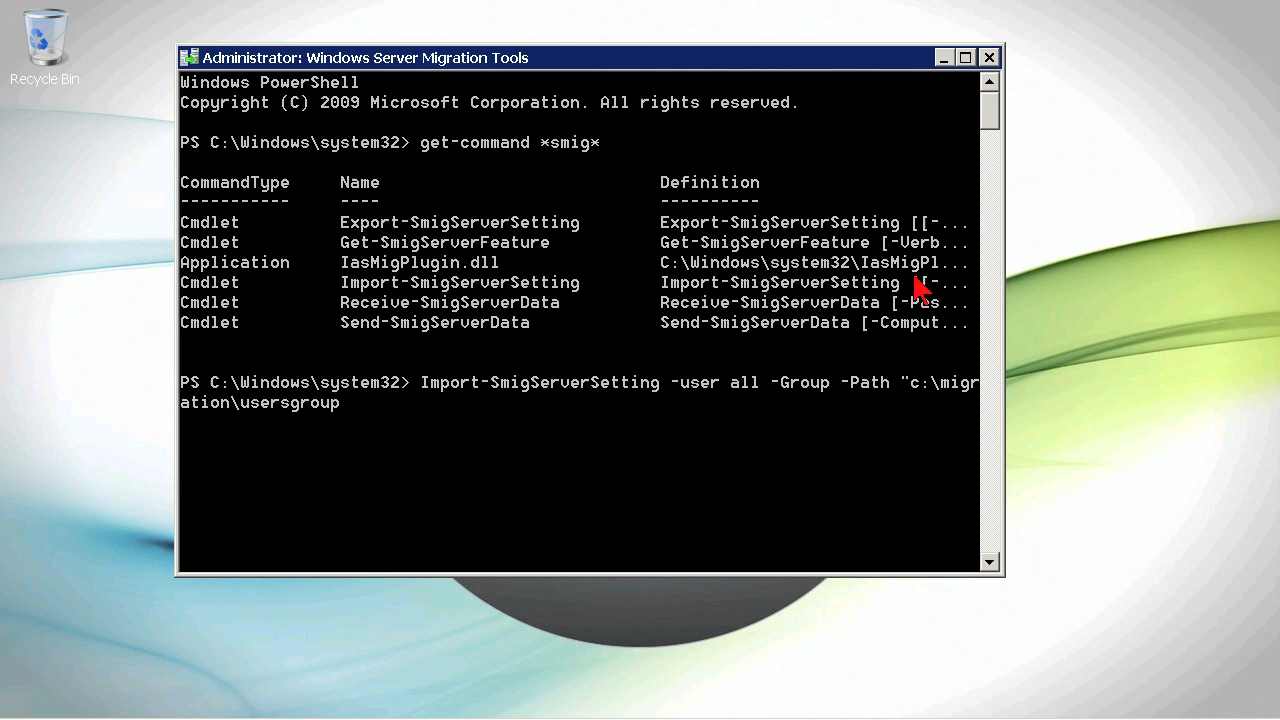 Recycle Bin
Administrator: Windows Server Migration Tools
Windows PowerShell
Copyright (C) 2009 Microsoft Corporation. All rights reserved.
PS C:\Windows\system32> get-command *smig*
CommandType Name Definition
----------- ---- ----------
Cmdlet Export-SmigServerSetting Export-SmigServerSetting [[-...
Cmdlet Get-SmigServerFeature Get-SmigServerFeature [-Verb...
Application IasMigPlugin.dll C:\Windows\system32\IasMigPl...
Cmdlet Import-SmigServerSetting Import-SmigServerSetting [[-...
Cmdlet Receive-SmigServerData Receive-SmigServerData [-Pas...
Cmdlet Send-SmigServerData Send-SmigServerData [-Comput...
PS C:\Windows\system32> Import-SmigServerSetting -user all -Group -Path "c:\migr
ation\usersgroup